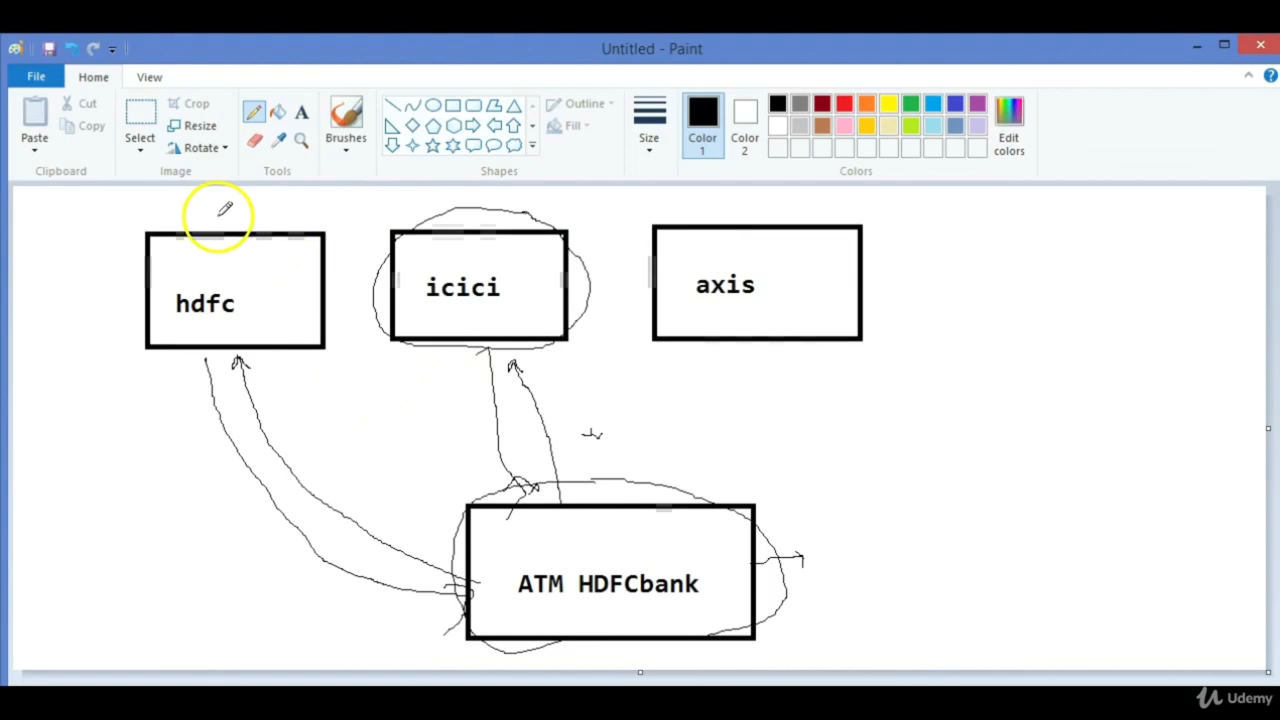 Untitled - Paint
File Home View
Paste
Cut
Copy
Clipboard
Select
Crop
Resize
Rotate
Image
A
Tools
Brushes
Outline
Fill
Shapes
Size
Color 1
Color 2
Edit colors
Colors
hdfc
icici
axis
ATM HDFCbank
Udemy